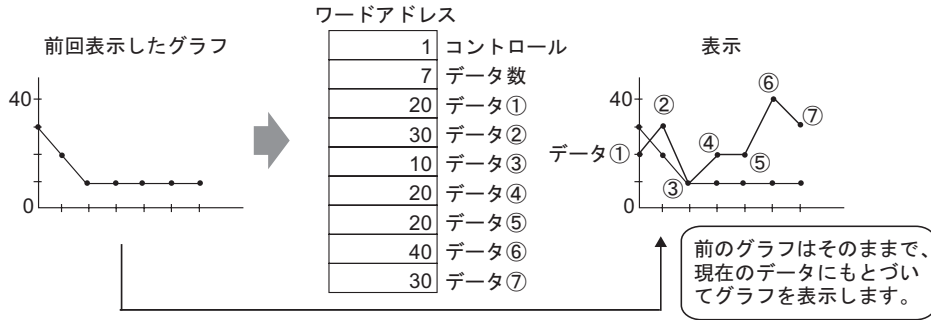 ワードアドレス
前回表示したグラフ
40
0
1 コントロール
7 データ数
20 データ①
30 データ②
10 データ③
20 データ④
20 データ⑤
40 データ⑥
30 データ⑦
表示
40
0
データ①
②
③
④
⑤
⑥
⑦
前のグラフはそのままで、
現在のデータにもとづい
てグラフを表示します。